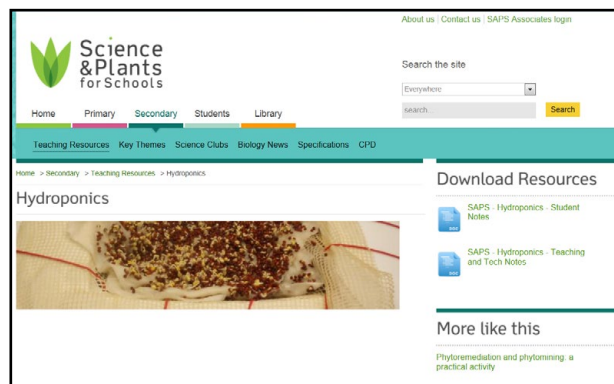 About us | Contact us | SAPS Associates login
Science
&Plants
for Schools
Search the site
Everywhere
search...
Search
Home Primary Secondary Students Library
Teaching Resources Key Themes Science Clubs Biology News Specifications CPD
Home > Secondary > Teaching Resources > Hydroponics
Hydroponics
Download Resources
SAPS - Hydroponics - Student
Notes
SAPS - Hydroponics - Teaching
and Tech Notes
More like this
Phytoremediation and phytomining: a
practical activity